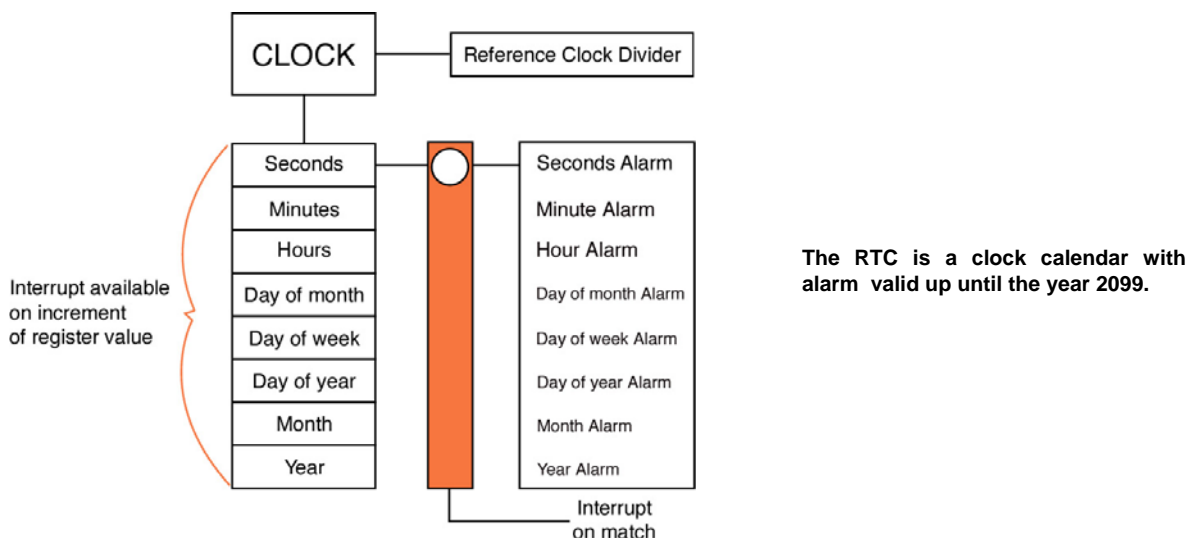 CLOCK
Reference Clock Divider
Seconds
Minutes
Hours
Day of month
Day of week
Day of year
Month
Year
Seconds Alarm
Minute Alarm
Hour Alarm
Day of month Alarm
Day of week Alarm
Day of year Alarm
Month Alarm
Year Alarm
Interrupt available
on increment
of register value
Interrupt
on match
The RTC is a clock calendar with
alarm valid up until the year 2099.